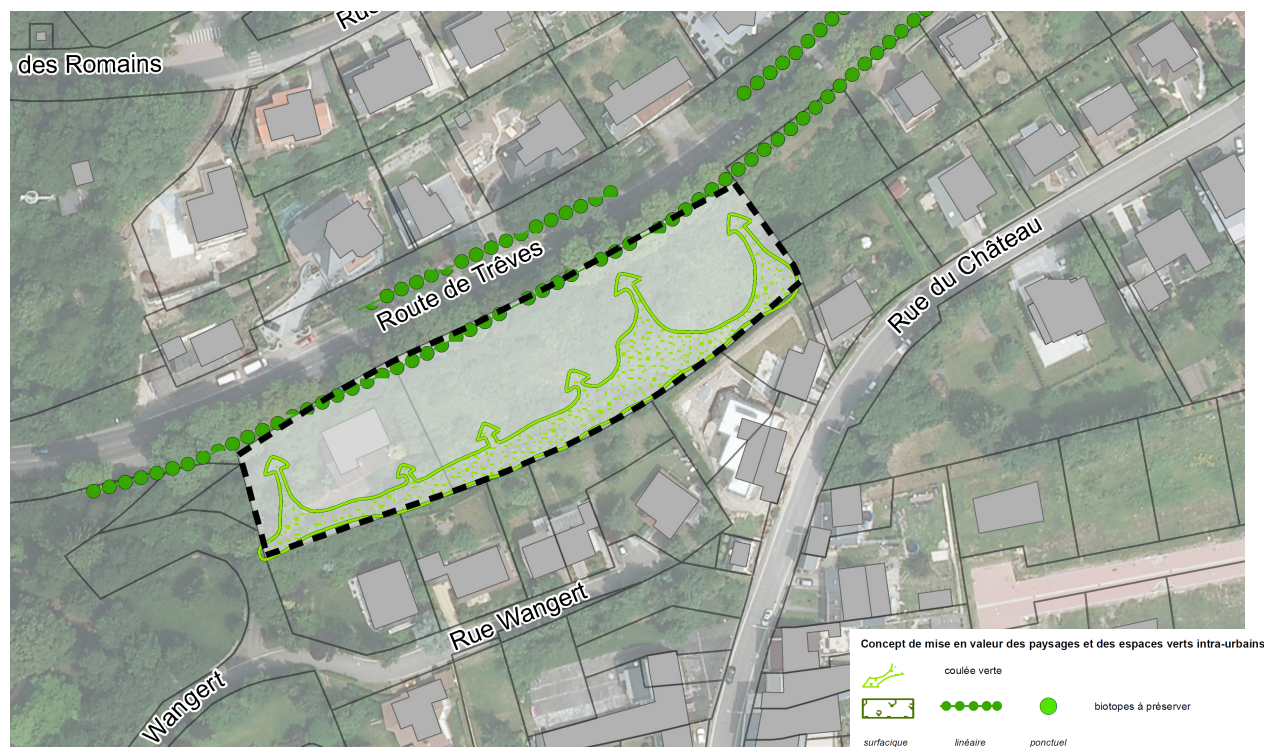 Rue
des Romains
Route de Trêves
Rue du Château
Rue Wangert
Wangert
Concept de mise en valeur des paysages et des espaces verts intra-urbains
coulée verte
biotopes à préserver
surfacique linéaire ponctuel